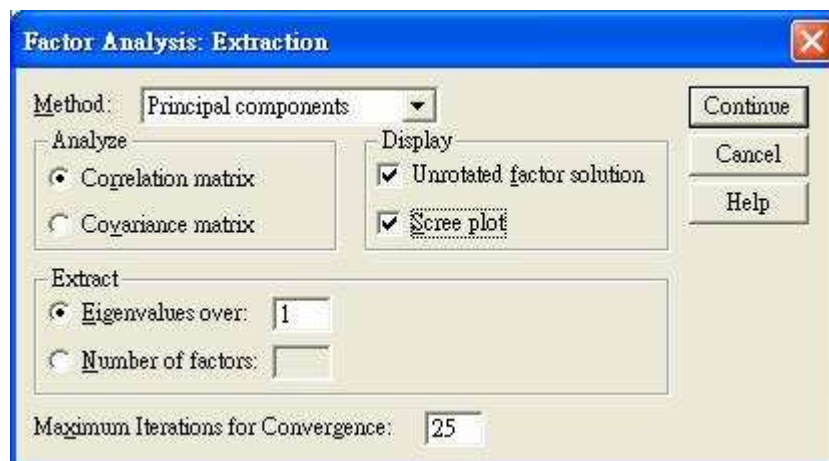 Factor Analysis: Extraction
Method: Principal components
Continue
Cancel
Help
Analyze
Correlation matrix
Covariance matrix
Display
Unrotated factor solution
Scree plot
Extract
Eigenvalues over: 1
Number of factors:
Maximum Iterations for Convergence: 25